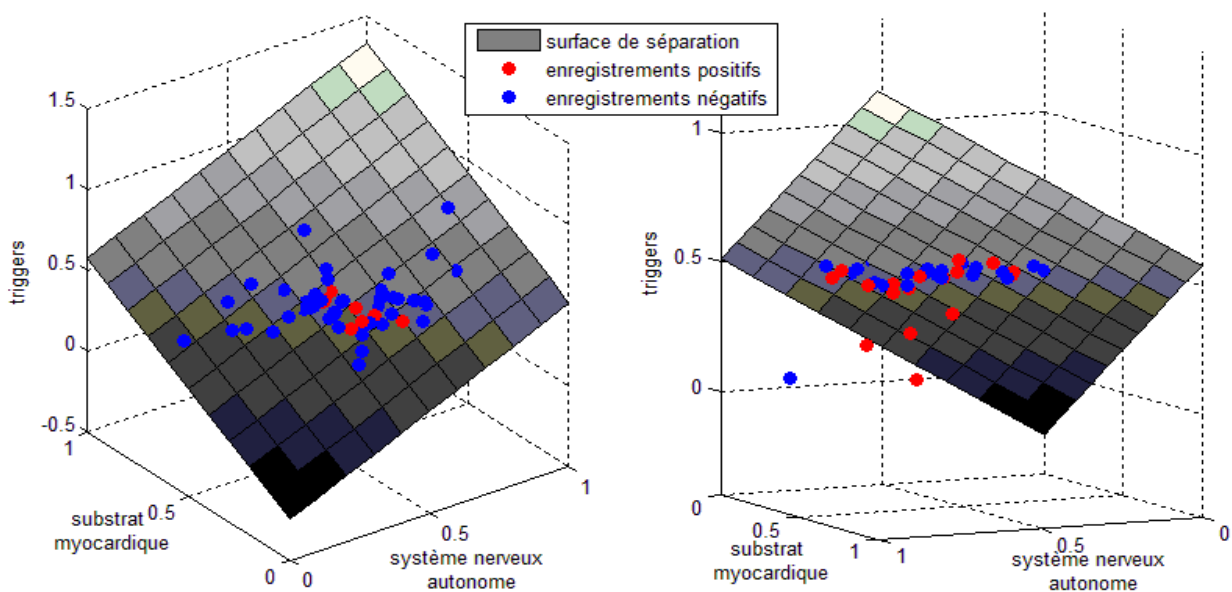 surface de séparation
enregistrements positifs
enregistrements négatifs
1.5
1
0.5
0
-0.5
triggers
1
0.5
0
substrat
myocardique
0
0.5
1
système nerveux
autonome
1
0.5
0
triggers
0
0.5
1
substrat
myocardique
1
0.5
0
système nerveux
autonome